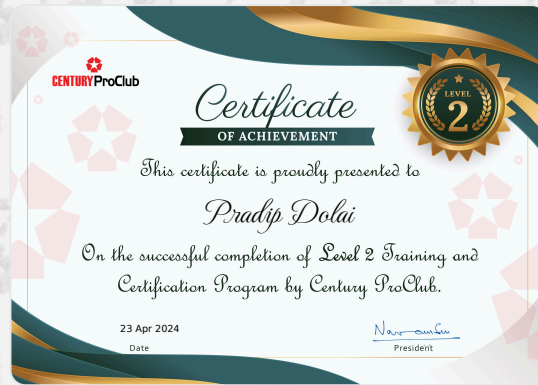 CENTURY ProClub
Certificate
OF ACHIEVEMENT
LEVEL
2
This certificate is proudly presented to
Pradip Dolai
On the successful completion of Level 2 Training and
Certification Program by Century ProClub.
23 Apr 2024
Date
President